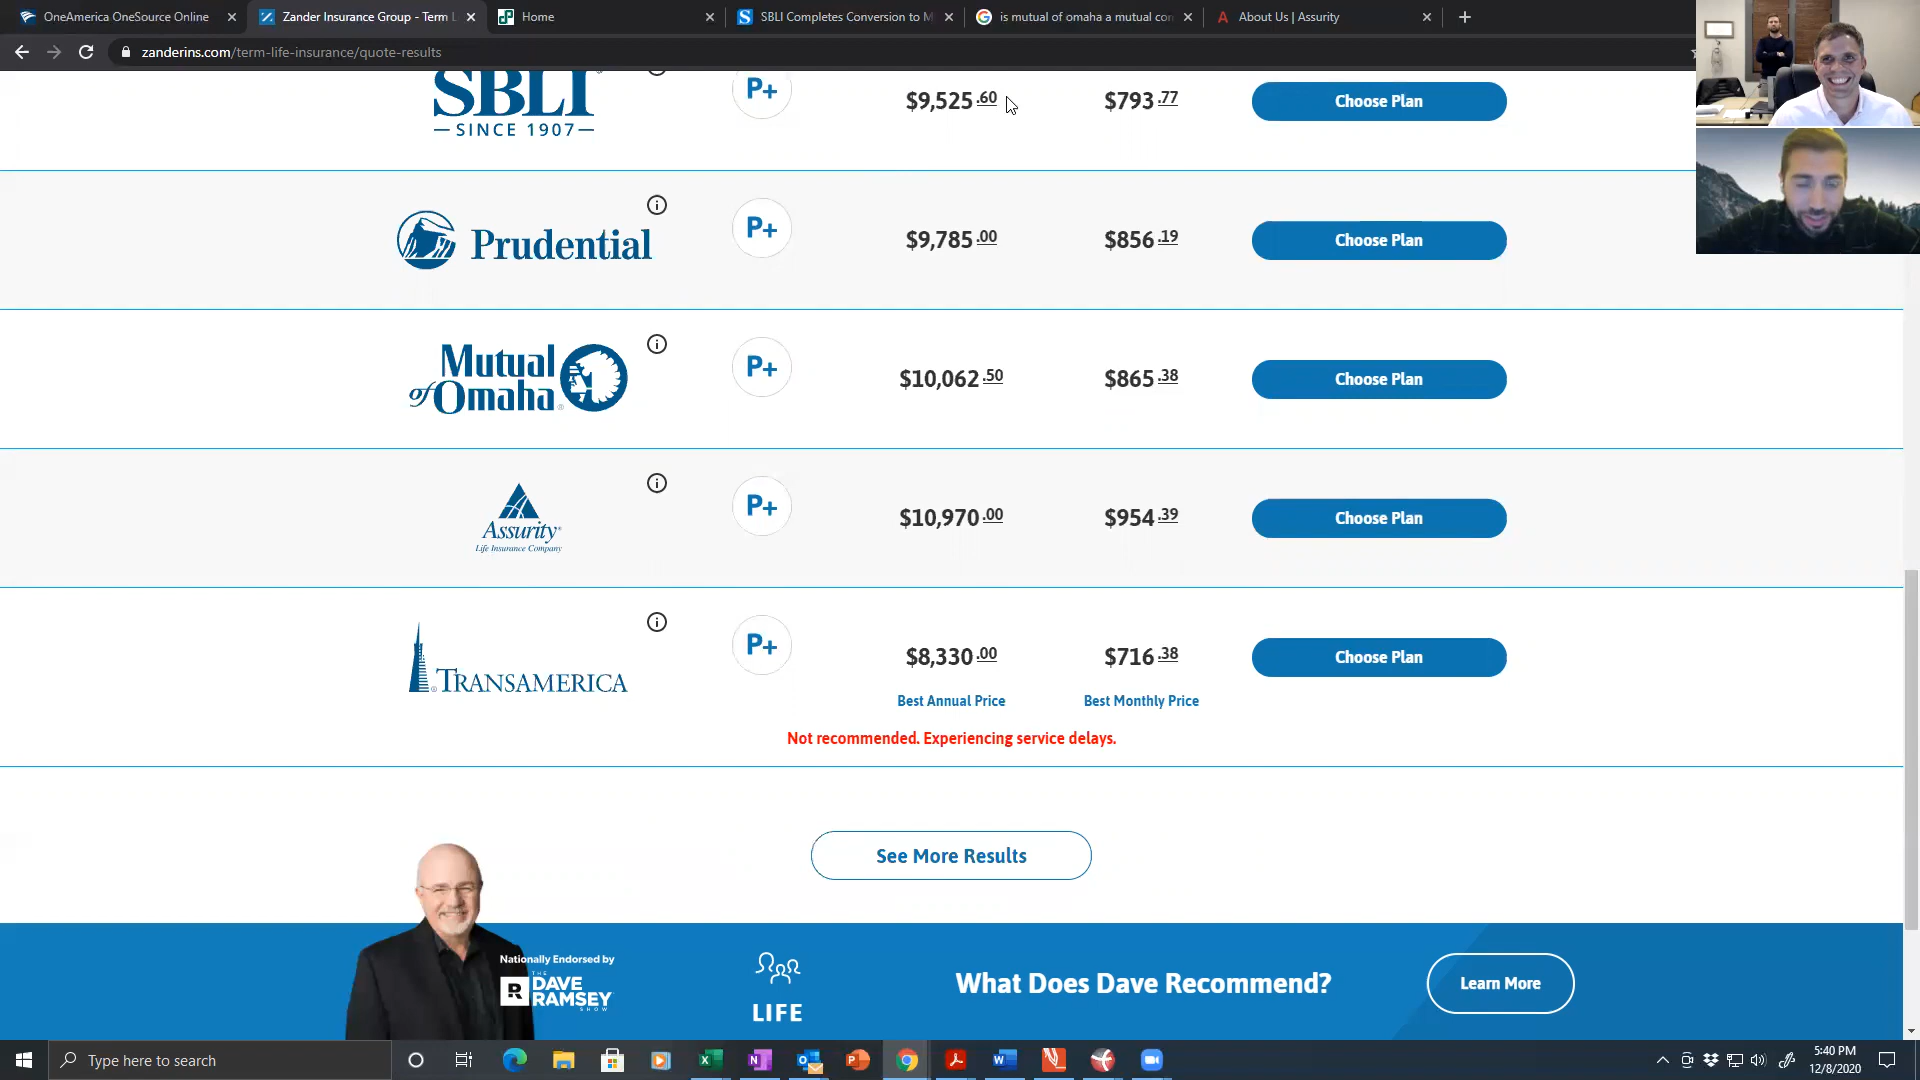 OneAmerica OneSource Online
Zander Insurance Group - Term L
Home
SBLI Completes Conversion to M
is mutual of omaha a mutual con
About Us | Assurity
zanderins.com/term-life-insurance/quote-results
SBLI
SINCE 1907
P+
$9,525.60
$793.77
Choose Plan
Prudential
P+
$9,785.00
$856.19
Choose Plan
Mutual
of Omaha
P+
$10,062.50
$865.38
Choose Plan
Assurity
Life Insurance Company
P+
$10,970.00
$954.39
Choose Plan
TRANSAMERICA
P+
$8,330.00
$716.38
Choose Plan
Best Annual Price
Best Monthly Price
Not recommended. Experiencing service delays.
See More Results
Nationally Endorsed by
R THE DAVE RAMSEY SHOW
LIFE
What Does Dave Recommend?
Learn More
Type here to search
5:40 PM
12/8/2020